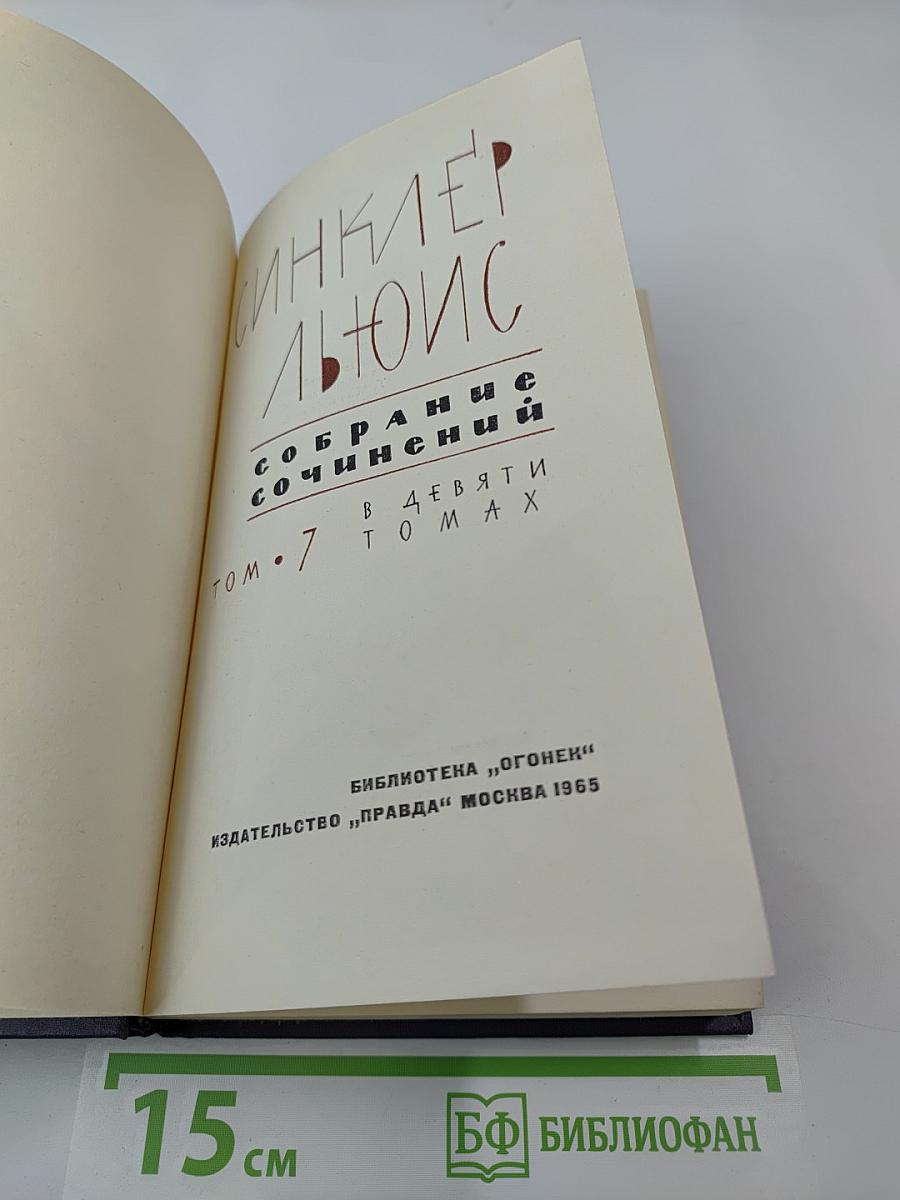 СИНКЛЕР
ЛЬЮИС
СОБРАНИЕ
СОЧИНЕНИЙ
ТОМ • 7
В ДЕВЯТИ
ТОМАХ
БИБЛИОТЕКА „ОГОНЕК“
ИЗДАТЕЛЬСТВО „ПРАВДА“ МОСКВА 1965
15 см
БФ БИБЛИОФАН